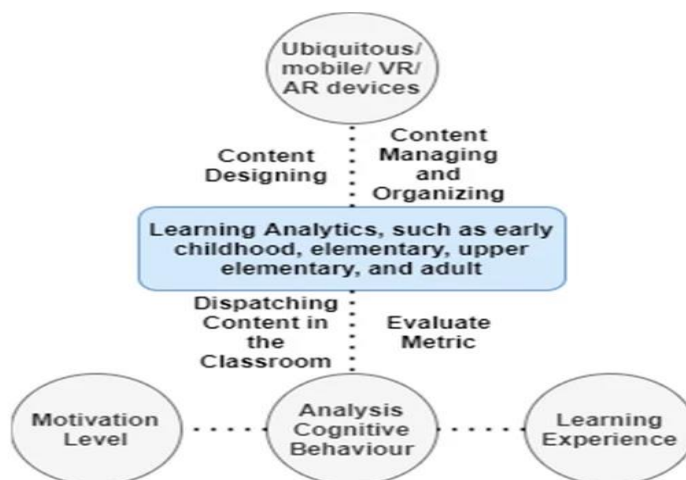 Ubiquitous/
mobile/ VR/
AR devices
Content
Designing
Content
Managing
and
Organizing
Learning Analytics, such as early
childhood, elementary, upper
elementary, and adult
Dispatching
Content in
the
Classroom
Evaluate
Metric
Motivation
Level
Analysis
Cognitive
Behaviour
Learning
Experience